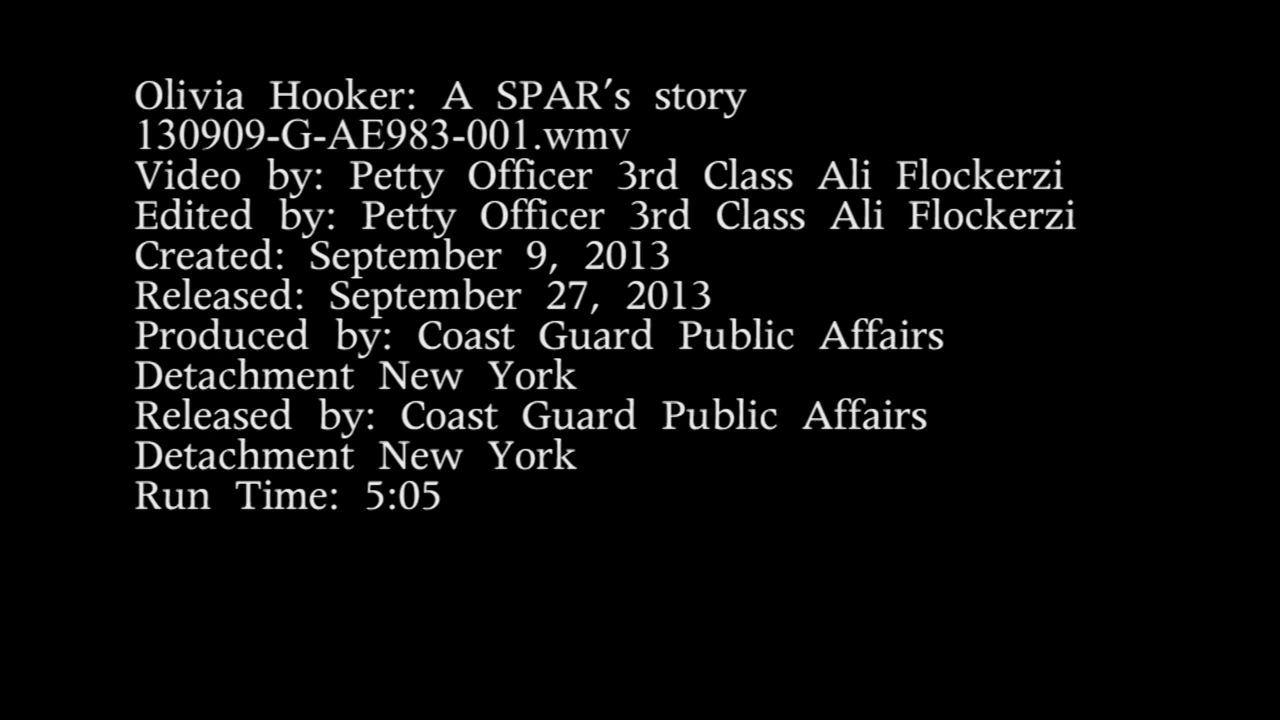 Olivia Hooker: A SPAR's story
130909-G-AE983-001.wmv
Video by: Petty Officer 3rd Class Ali Flockerzi
Edited by: Petty Officer 3rd Class Ali Flockerzi
Created: September 9, 2013
Released: September 27, 2013
Produced by: Coast Guard Public Affairs
Detachment New York
Released by: Coast Guard Public Affairs
Detachment New York
Run Time: 5:05